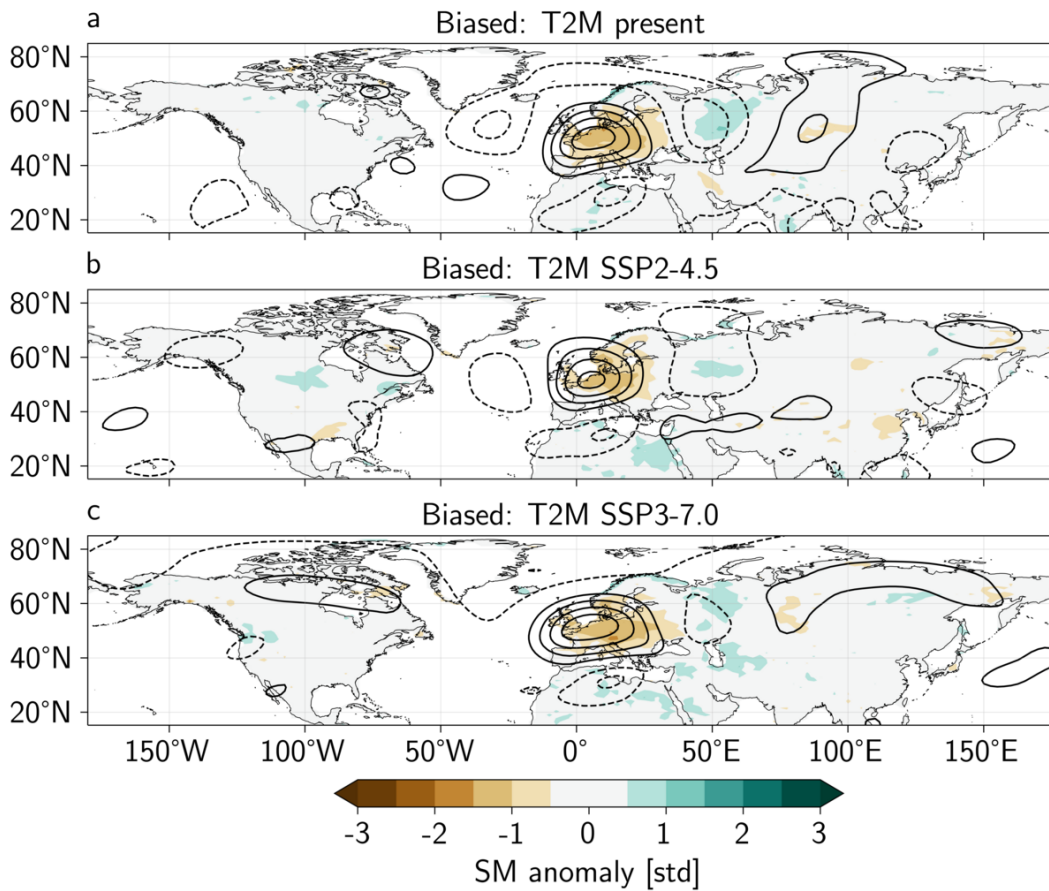 a
Biased: T2M present
80°N
60°N
40°N
20°N
b
Biased: T2M SSP2-4.5
80°N
60°N
40°N
20°N
c
Biased: T2M SSP3-7.0
80°N
60°N
40°N
20°N
150°W 100°W 50°W 0° 50°E 100°E 150°E
-3 -2 -1 0 1 2 3
SM anomaly [std]